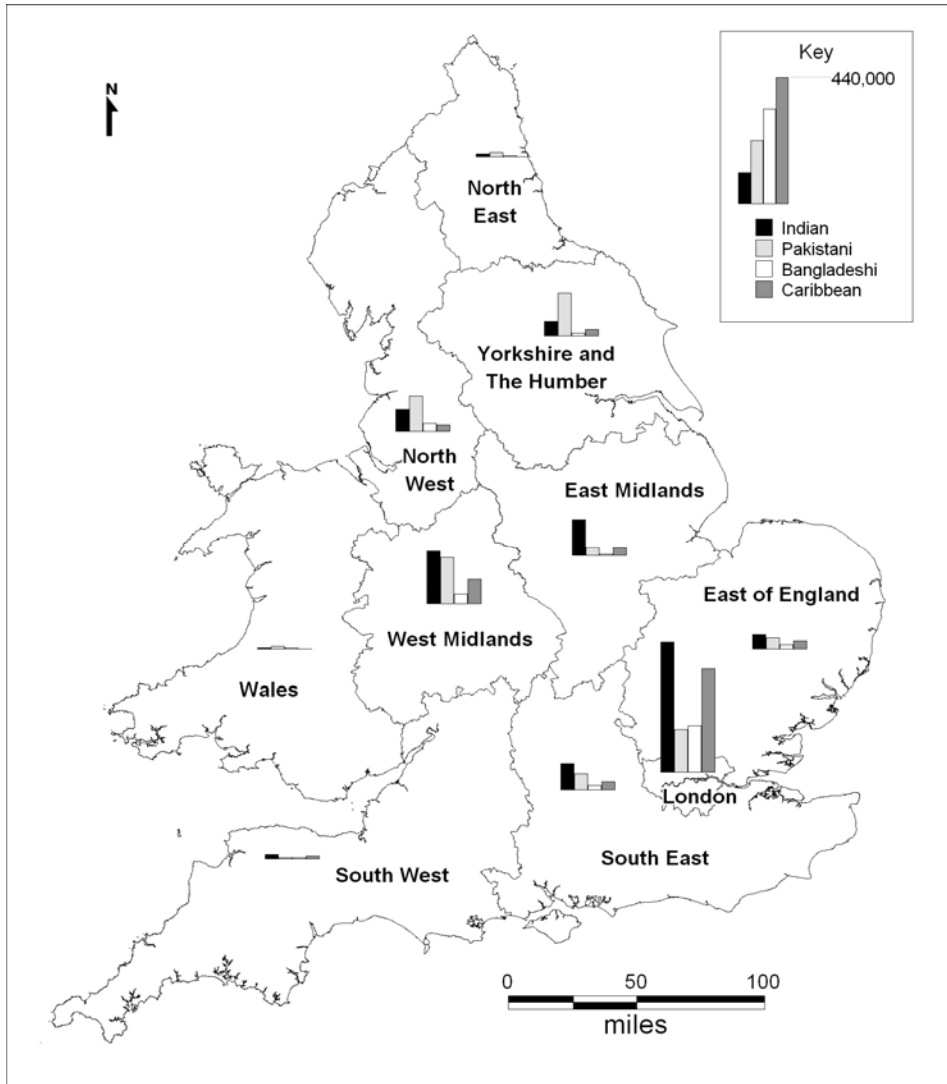 N
Key
440,000
Indian
Pakistani
Bangladeshi
Caribbean
North
East
Yorkshire and
The Humber
North
West
East Midlands
West Midlands
East of England
Wales
London
South East
South West
0 50 100
miles